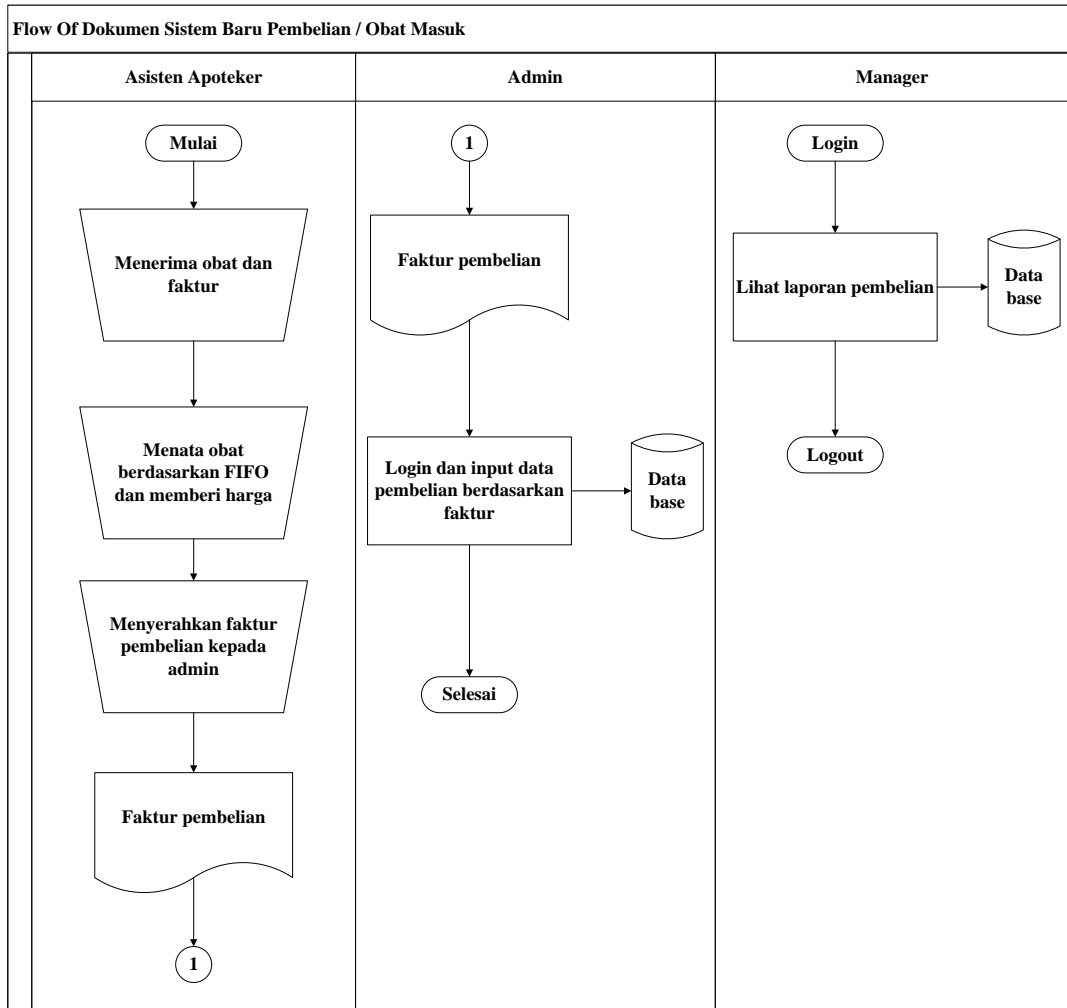 Flow Of Dokumen Sistem Baru Pembelian / Obat Masuk
Asisten Apoteker
Admin
Manager
Mulai
Menerima obat dan
faktur
Menata obat
berdasarkan FIFO
dan memberi harga
Menyerahkan faktur
pembelian kepada
admin
Faktur pembelian
1
1
Faktur pembelian
Login dan input data
pembelian berdasarkan
faktur
Data
base
Selesai
Login
Lihat laporan pembelian
Data
base
Logout